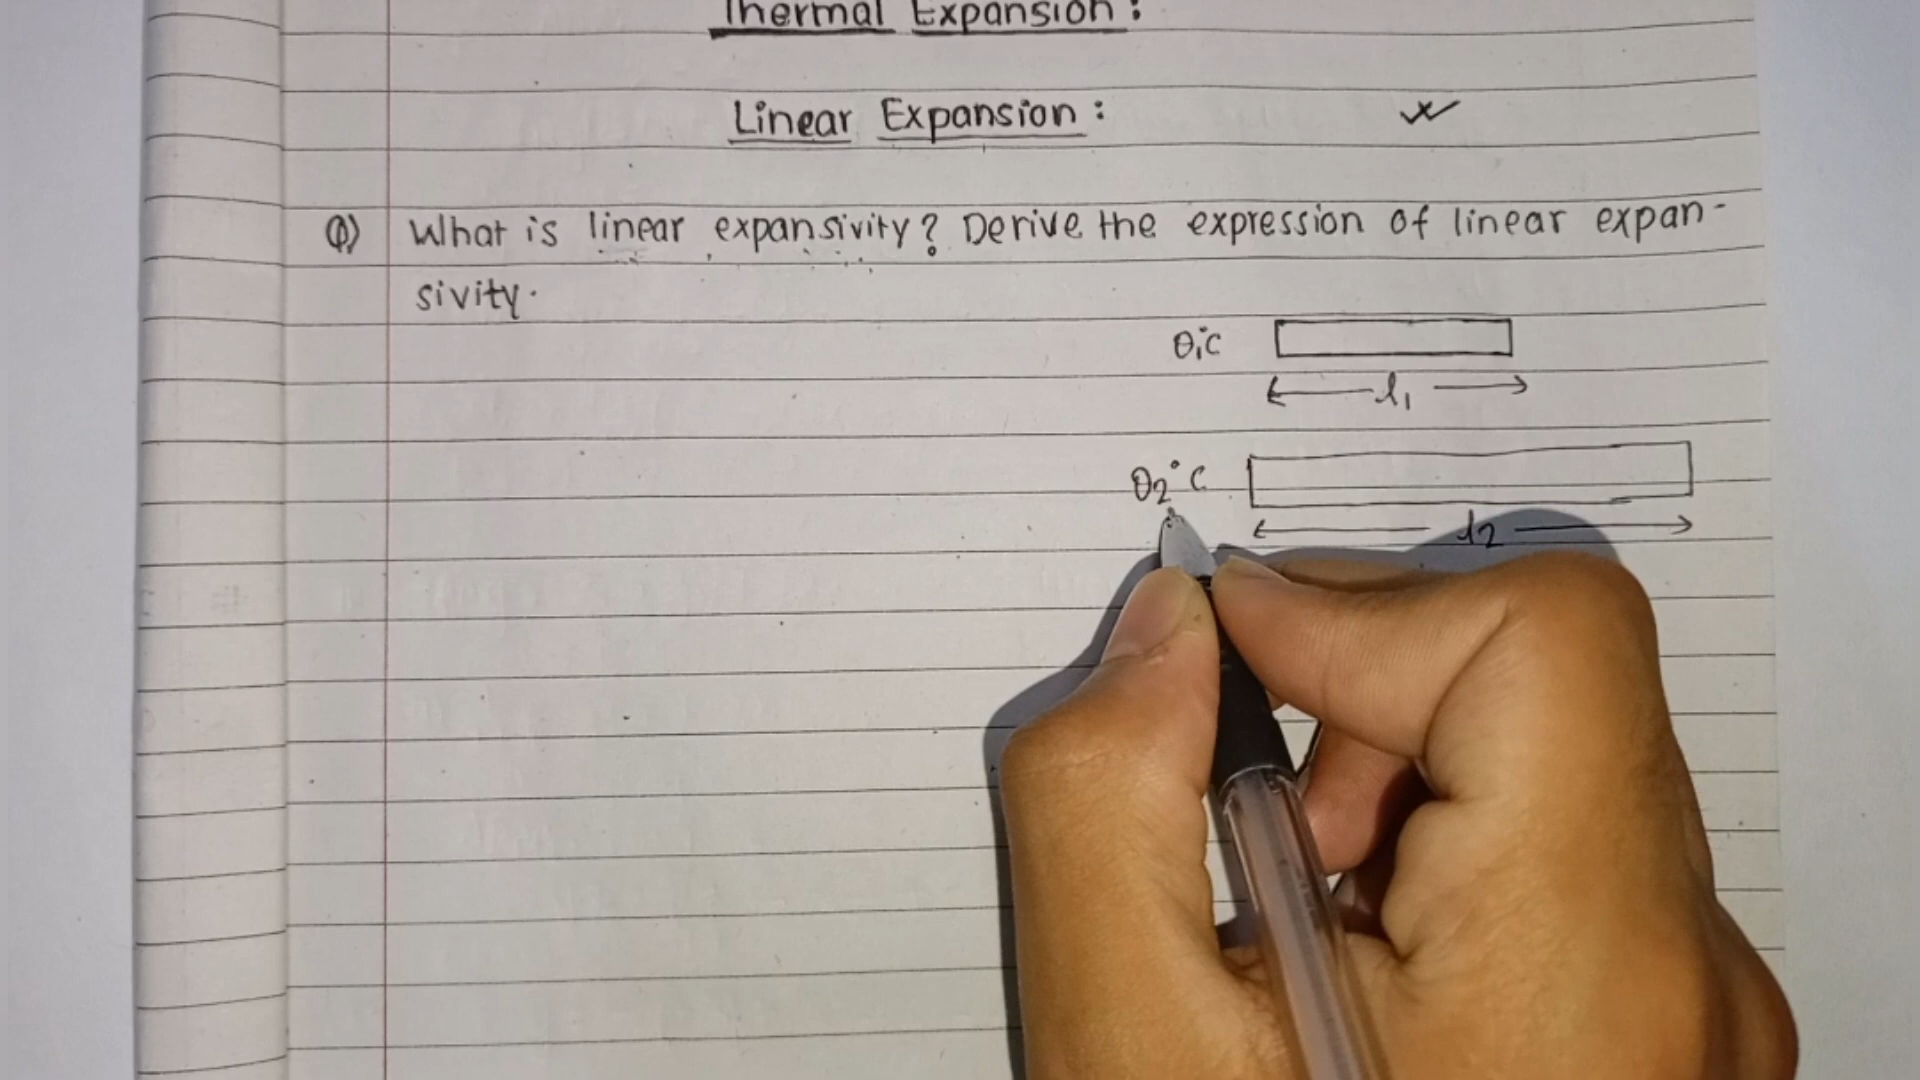 Thermal Expansion:
Linear Expansion:
Q) What is linear expansivity? Derive the expression of linear expan-
sivity.
θ₁°C
l₁
θ₂°C
l₂